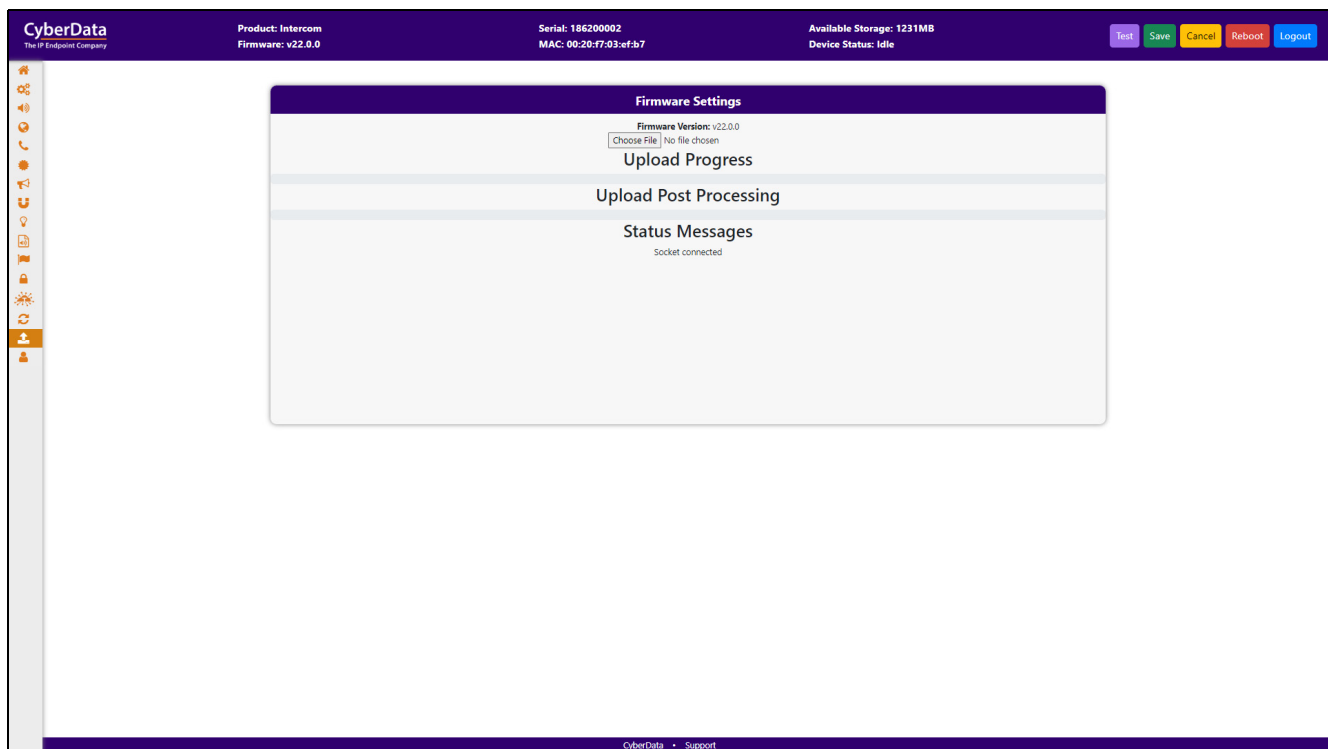 CyberData
The IP Endpoint Company
Product: Intercom
Firmware: v22.0.0
Serial: 186200002
MAC: 00:20:f7:03:ef:b7
Available Storage: 1231MB
Device Status: Idle
Test Save Cancel Reboot Logout
Firmware Settings
Firmware Version: v22.0.0
Choose File No file chosen
Upload Progress
Upload Post Processing
Status Messages
Socket connected
CyberData • Support